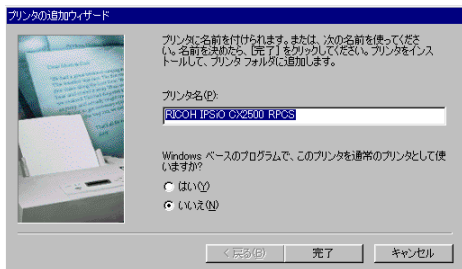 プリンタの追加ウィザード
プリンタに名前を付けられます。または、次の名前を使ってくださ
い。名前を決めたら、[完了] をクリックしてください。プリンタをインス
トールして、プリンタ フォルダに追加します。
プリンタ名(P):
RICOH IPSiO CX2500 RPCS
Windows ベースのプログラムで、このプリンタを通常のプリンタとして使
いますか?
はい(Y)
いいえ(N)
< 戻る(B)
完了
キャンセル